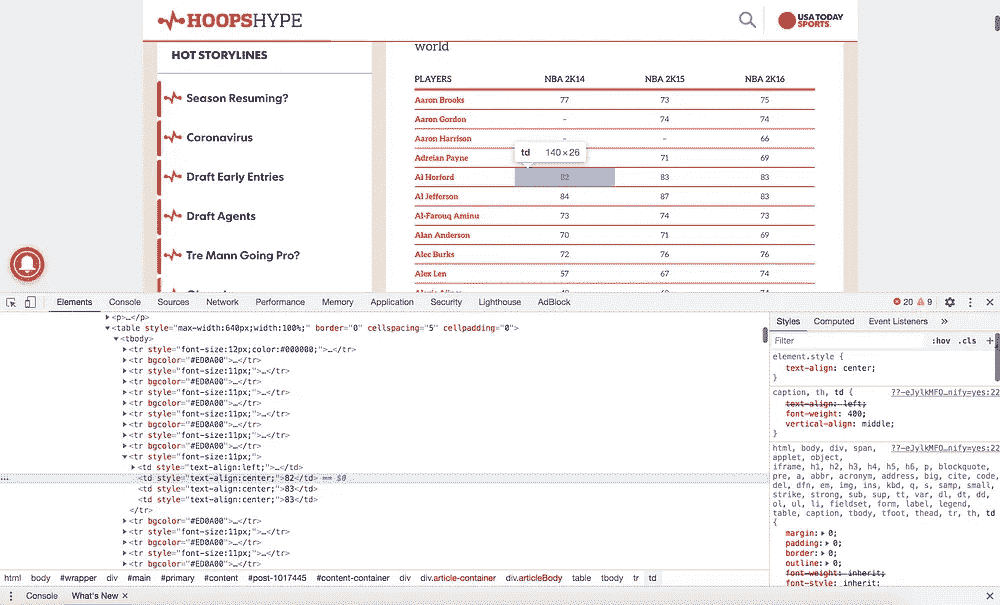 HOOPSHYPE
USA TODAY
SPORTS
HOT STORYLINES
Season Resuming?
Coronavirus
Draft Early Entries
Draft Agents
Tre Mann Going Pro?
world
PLAYERS NBA 2K14 NBA 2K15 NBA 2K16
Aaron Brooks 77 73 75
Aaron Gordon – 74 74
Aaron Harrison – – 66
Adreian Payne 71 69
td 140×26
Al Horford 82 83 83
Al Jefferson 84 87 83
Al-Farouq Aminu 73 74 73
Alan Anderson 70 71 69
Alec Burks 72 76 76
Alex Len 57 67 74
Elements Console Sources Network Performance Memory Application Security Lighthouse AdBlock 20 9
<p>…</p>
<table style="max-width:640px;width:100%;" border="0" cellspacing="5" cellpadding="0">
<tbody>
<tr style="font-size:12px;color:#000000;">…</tr>
<tr bgcolor="#ED0A00">…</tr>
<tr style="font-size:11px;">…</tr>
<tr bgcolor="#ED0A00">…</tr>
<tr style="font-size:11px;">…</tr>
<tr bgcolor="#ED0A00">…</tr>
<tr style="font-size:11px;">…</tr>
<tr bgcolor="#ED0A00">…</tr>
<tr style="font-size:11px;">…</tr>
<tr bgcolor="#ED0A00">…</tr>
<tr style="font-size:11px;">
<td style="text-align:left;">…</td>
… <td style="text-align:center;">82</td> == $0
<td style="text-align:center;">83</td>
<td style="text-align:center;">83</td>
</tr>
<tr bgcolor="#ED0A00">…</tr>
<tr style="font-size:11px;">…</tr>
<tr bgcolor="#ED0A00">…</tr>
<tr style="font-size:11px;">…</tr>
<tr bgcolor="#ED0A00">…</tr>
html body #wrapper div #main #primary #content #post-1017445 #content-container div div.article-container div.articleBody table tbody tr td
Console What's New ×
Styles Computed Event Listeners »
Filter :hov .cls +
element.style {
text-align: center;
}
caption, th, td { ??-eJylkMFO…nify=yes:22
text-align: left;
font-weight: 400;
vertical-align: middle;
}
html, body, div, span, ??-eJylkMFO…nify=yes:22
applet, object,
iframe, h1, h2, h3, h4, h5, h6, p, blockquote,
pre, a, abbr, acronym, address, big, cite, code,
del, dfn, em, img, ins, kbd, q, s, samp, small,
strike, strong, sub, sup, tt, var, dl, dt, dd,
ol, ul, li, fieldset, form, label, legend,
table, caption, tbody, tfoot, thead, tr, th, td
{
margin: 0;
padding: 0;
border: 0;
outline: 0;
font-weight: inherit;
font-style: inherit;